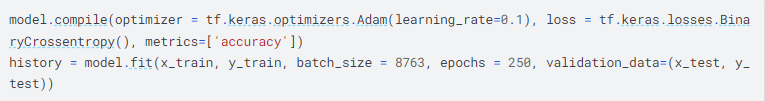 model.compile(optimizer = tf.keras.optimizers.Adam(learning_rate=0.1), loss = tf.keras.losses.Bina
ryCrossentropy(), metrics=['accuracy'])
history = model.fit(x_train, y_train, batch_size = 8763, epochs = 250, validation_data=(x_test, y_
test))